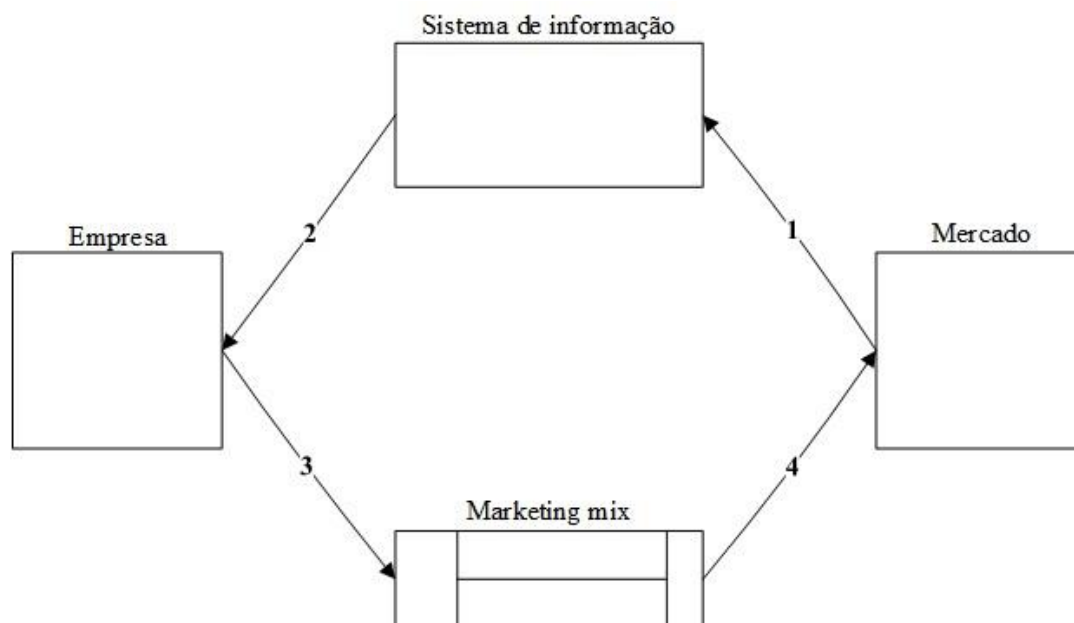 Sistema de informação
2
1
Empresa
Mercado
3
4
Marketing mix